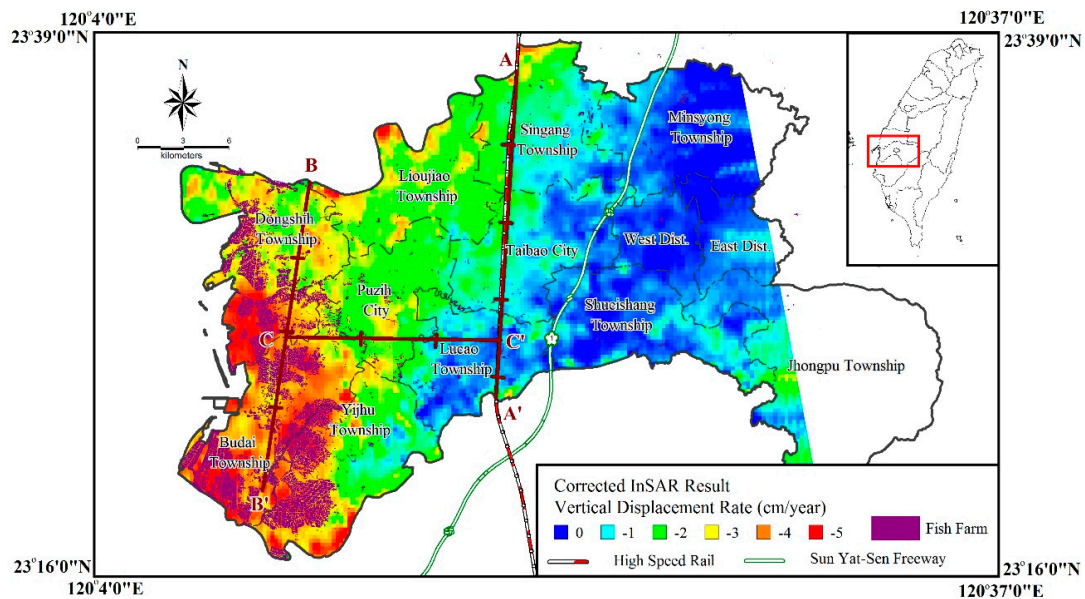 120°4'0"E
120°37'0"E
23°39'0"N
23°39'0"N
N
A
Minsyong
Township
Singang
Township
0 3 6
kilometers
B
Lioujiao
Township
Dongshih
Township
West Dist.
East Dist.
Taibao City
Puzih
City
Shueishang
Township
C
C'
Lucao
Township
Jhongpu Township
A'
Yijhu
Township
Budai
Township
B'
Corrected InSAR Result
Vertical Displacement Rate (cm/year)
0 -1 -2 -3 -4 -5 Fish Farm
High Speed Rail Sun Yat-Sen Freeway
23°16'0"N
23°16'0"N
120°4'0"E
120°37'0"E